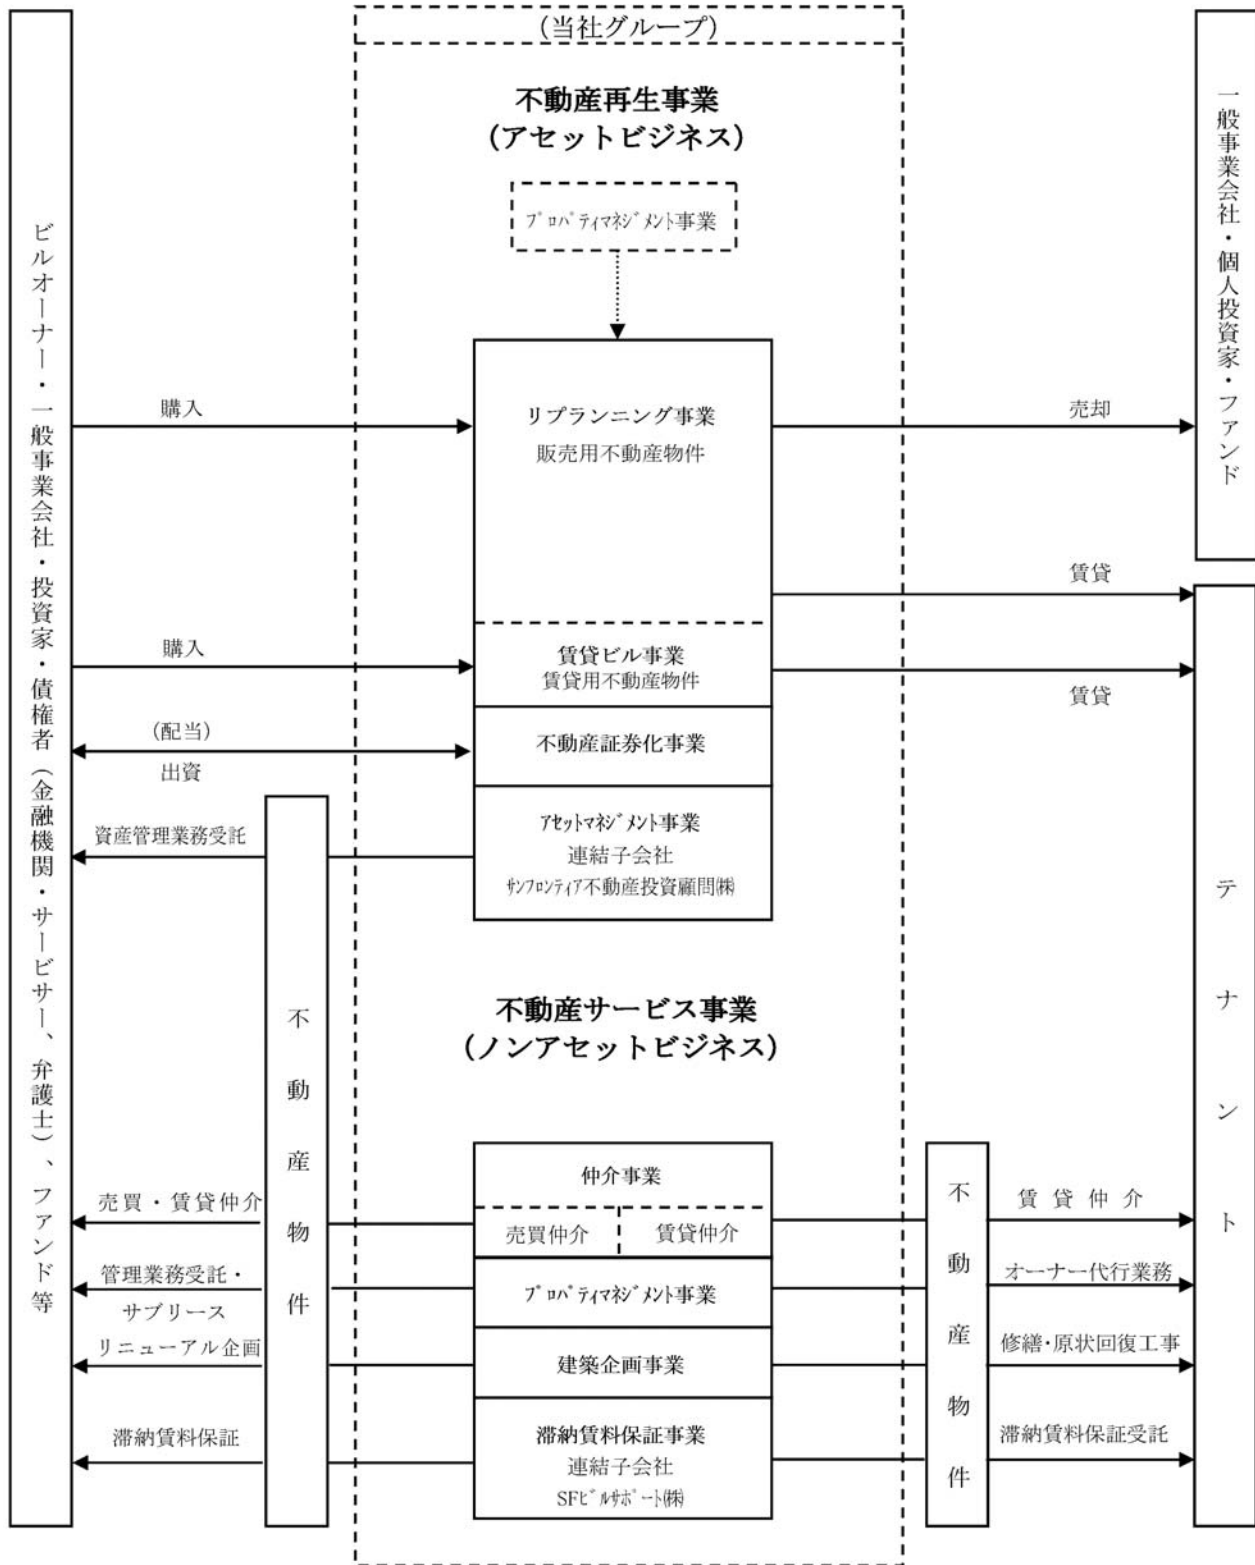 (当社グループ)
不動産再生事業
(アセットビジネス)
プロパティマネジメント事業
ビルオーナー・一般事業会社・投資家・債権者(金融機関・サービサー、弁護士)、ファンド等
一般事業会社・個人投資家・ファンド
購入
リプランニング事業
販売用不動産物件
売却
賃貸
購入
賃貸ビル事業
賃貸用不動産物件
賃貸
(配当)
出資
不動産証券化事業
資産管理業務受託
アセットマネジメント事業
連結子会社
サンフロンティア不動産投資顧問㈱
テナント
不動産物件
不動産サービス事業
(ノンアセットビジネス)
不動産物件
売買・賃貸仲介
仲介事業
売買仲介
賃貸仲介
賃貸仲介
管理業務受託・
サブリース
プロパティマネジメント事業
オーナー代行業務
リニューアル企画
建築企画事業
修繕・原状回復工事
滞納賃料保証
滞納賃料保証事業
連結子会社
SFビルサポート㈱
滞納賃料保証受託